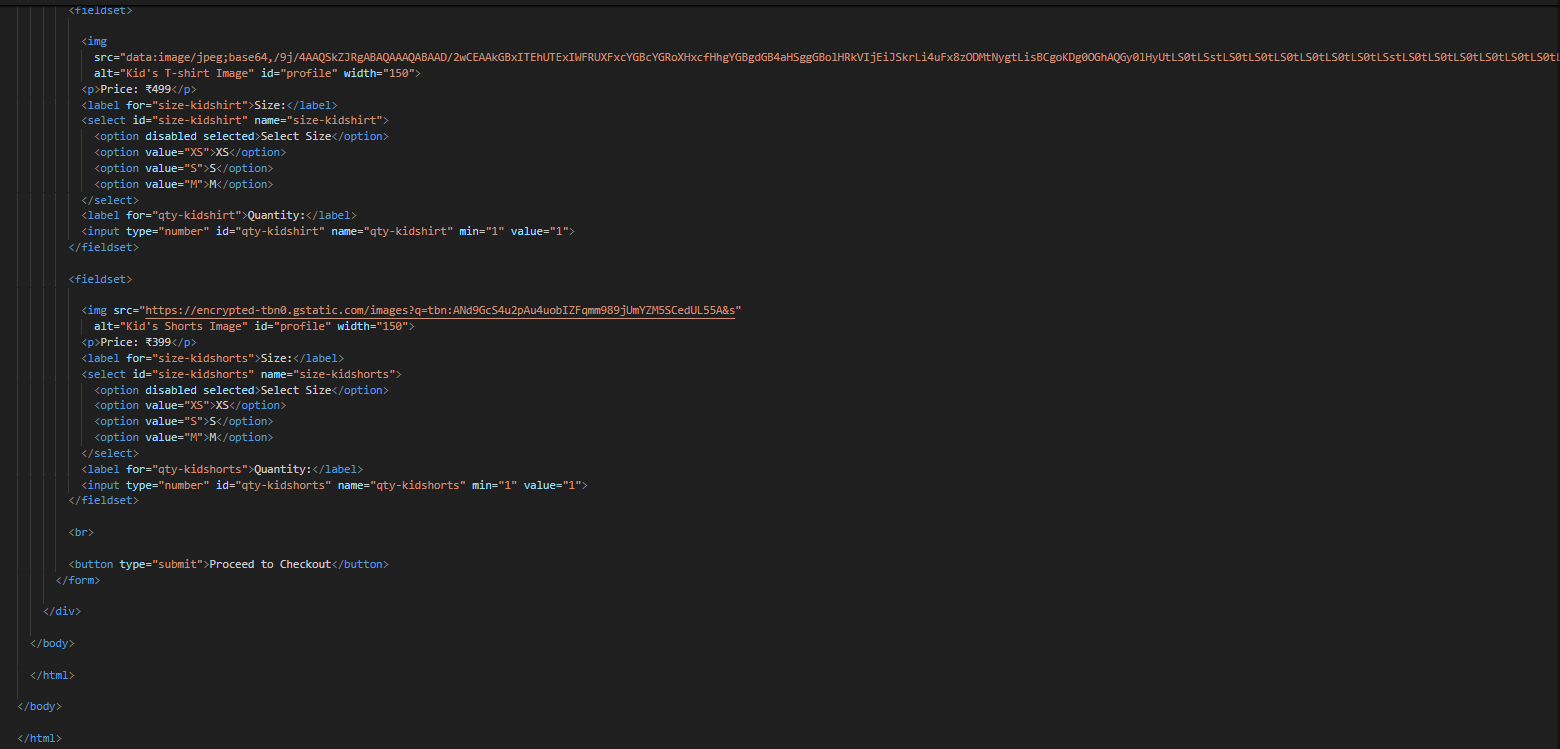 <fieldset>
<img
src="data:image/jpeg;base64,/9j/4AAQSkZJRgABAQAAAQABAAD/2wCEAAkGBxITEhUTExIWFRUXFxcYGBcYGRoXHxcfHhgYGBgdGB4aHSggGBolHRkVIjEiJSkrLi4uFx8zODMtNygtLisBCgoKDg0OGhAQGy0lHyUtLS0tLSstLS0tLS0tLS0tLS0tLS0tLS0tLSstLS0tLS0tLS0tLS0tLS0tL
alt="Kid's T-shirt Image" id="profile" width="150">
<p>Price: ₹499</p>
<label for="size-kidshirt">Size:</label>
<select id="size-kidshirt" name="size-kidshirt">
<option disabled selected>Select Size</option>
<option value="XS">XS</option>
<option value="S">S</option>
<option value="M">M</option>
</select>
<label for="qty-kidshirt">Quantity:</label>
<input type="number" id="qty-kidshirt" name="qty-kidshirt" min="1" value="1">
</fieldset>
<fieldset>
<img src="https://encrypted-tbn0.gstatic.com/images?q=tbn:ANd9GcS4u2pAu4uobIZFqmm989jUmYZM5SCedUL55A&s"
alt="Kid's Shorts Image" id="profile" width="150">
<p>Price: ₹399</p>
<label for="size-kidshorts">Size:</label>
<select id="size-kidshorts" name="size-kidshorts">
<option disabled selected>Select Size</option>
<option value="XS">XS</option>
<option value="S">S</option>
<option value="M">M</option>
</select>
<label for="qty-kidshorts">Quantity:</label>
<input type="number" id="qty-kidshorts" name="qty-kidshorts" min="1" value="1">
</fieldset>
<br>
<button type="submit">Proceed to Checkout</button>
</form>
</div>
</body>
</html>
</body>
</html>